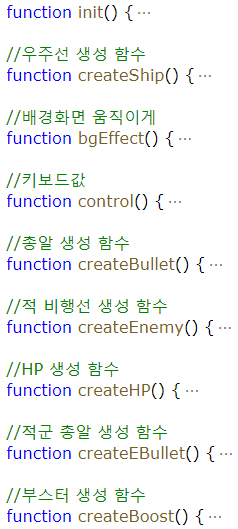 function init() { ···
//우주선 생성 함수
function createShip() { ···
//배경화면 움직이게
function bgEffect() { ···
//키보드값
function control() { ···
//총알 생성 함수
function createBullet() { ···
//적 비행선 생성 함수
function createEnemy() { ···
//HP 생성 함수
function createHP() { ···
//적군 총알 생성 함수
function createEBullet() { ···
//부스터 생성 함수
function createBoost() { ···